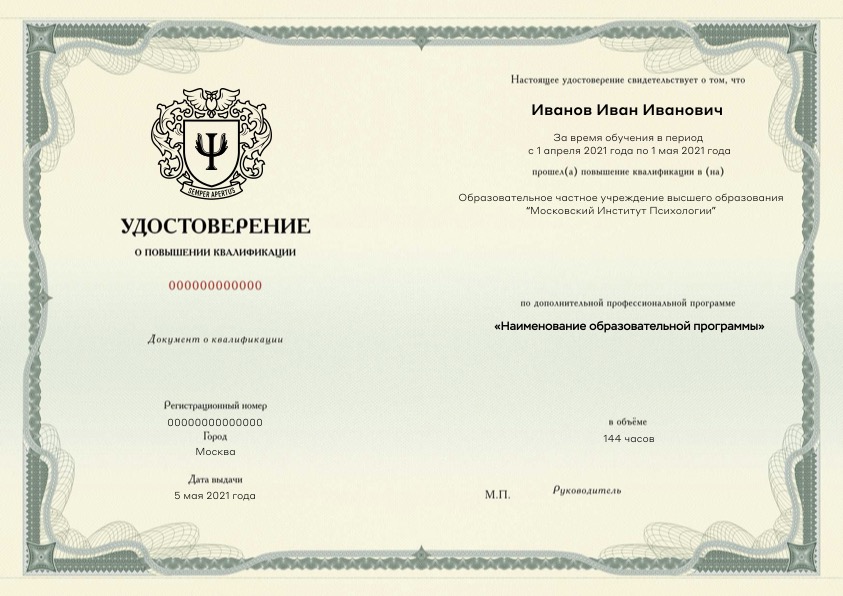 SEMPER APERTUS
УДОСТОВЕРЕНИЕ
О ПОВЫШЕНИИ КВАЛИФИКАЦИИ
000000000000
Документ о квалификации
Регистрационный номер
00000000000000
Город
Москва
Дата выдачи
5 мая 2021 года
Настоящее удостоверение свидетельствует о том, что
Иванов Иван Иванович
За время обучения в период
с 1 апреля 2021 года по 1 мая 2021 года
прошел(а) повышение квалификации в (на)
Образовательное частное учреждение высшего образования
"Московский Институт Психологии"
по дополнительной профессиональной программе
«Наименование образовательной программы»
в объёме
144 часов
М.П.
Руководитель